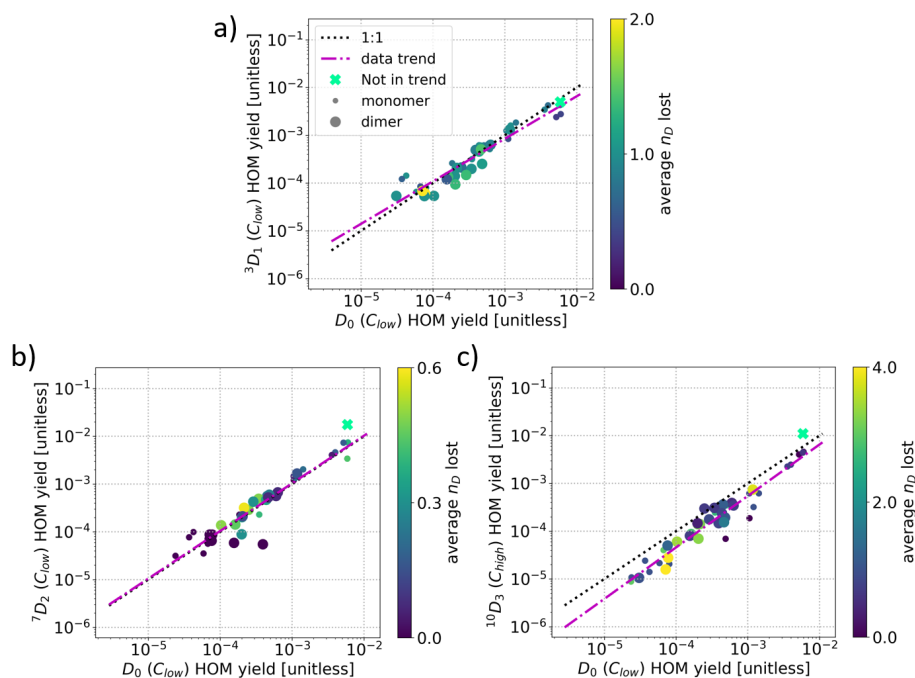 a)
1:1
data trend
Not in trend
monomer
dimer
10⁻¹
10⁻²
10⁻³
10⁻⁴
10⁻⁵
10⁻⁶
³D₁ (C_low) HOM yield [unitless]
10⁻⁵ 10⁻⁴ 10⁻³ 10⁻²
D₀ (C_low) HOM yield [unitless]
2.0
1.0
0.0
average n_D lost
b)
10⁻¹
10⁻²
10⁻³
10⁻⁴
10⁻⁵
10⁻⁶
⁷D₂ (C_low) HOM yield [unitless]
10⁻⁵ 10⁻⁴ 10⁻³ 10⁻²
D₀ (C_low) HOM yield [unitless]
0.6
0.3
0.0
average n_D lost
c)
10⁻¹
10⁻²
10⁻³
10⁻⁴
10⁻⁵
10⁻⁶
¹⁰D₃ (C_high) HOM yield [unitless]
10⁻⁵ 10⁻⁴ 10⁻³ 10⁻²
D₀ (C_low) HOM yield [unitless]
4.0
2.0
0.0
average n_D lost